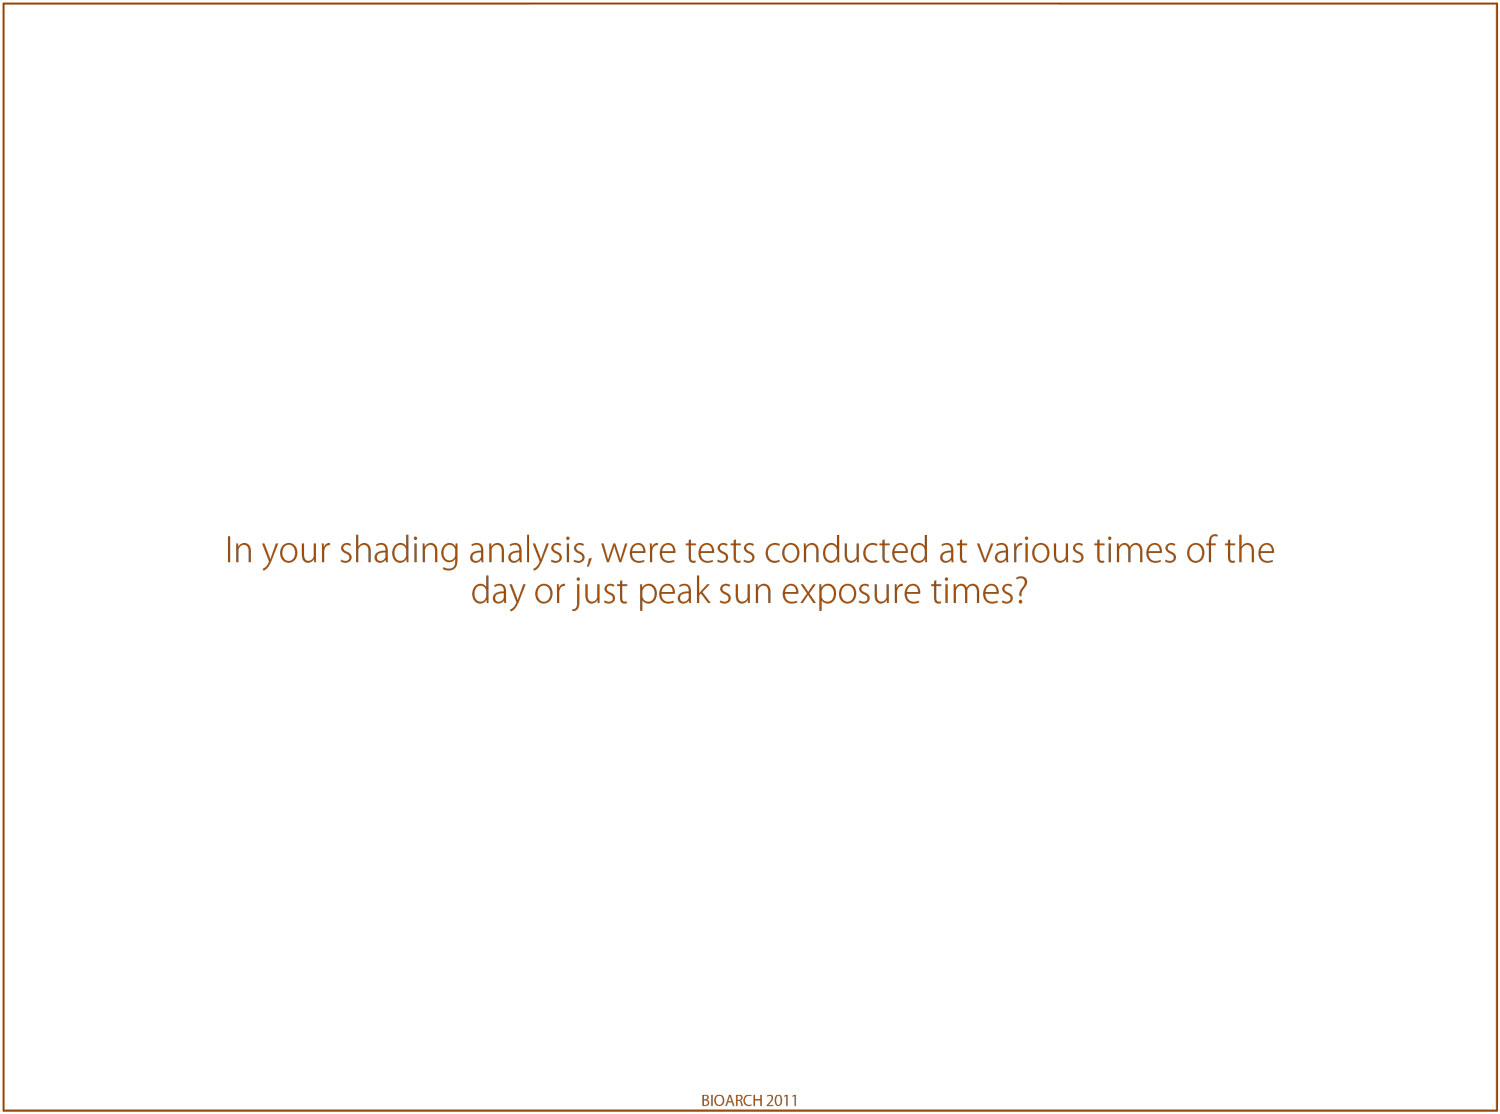 In your shading analysis, were tests conducted at various times of the
day or just peak sun exposure times?
BIOARCH 2011